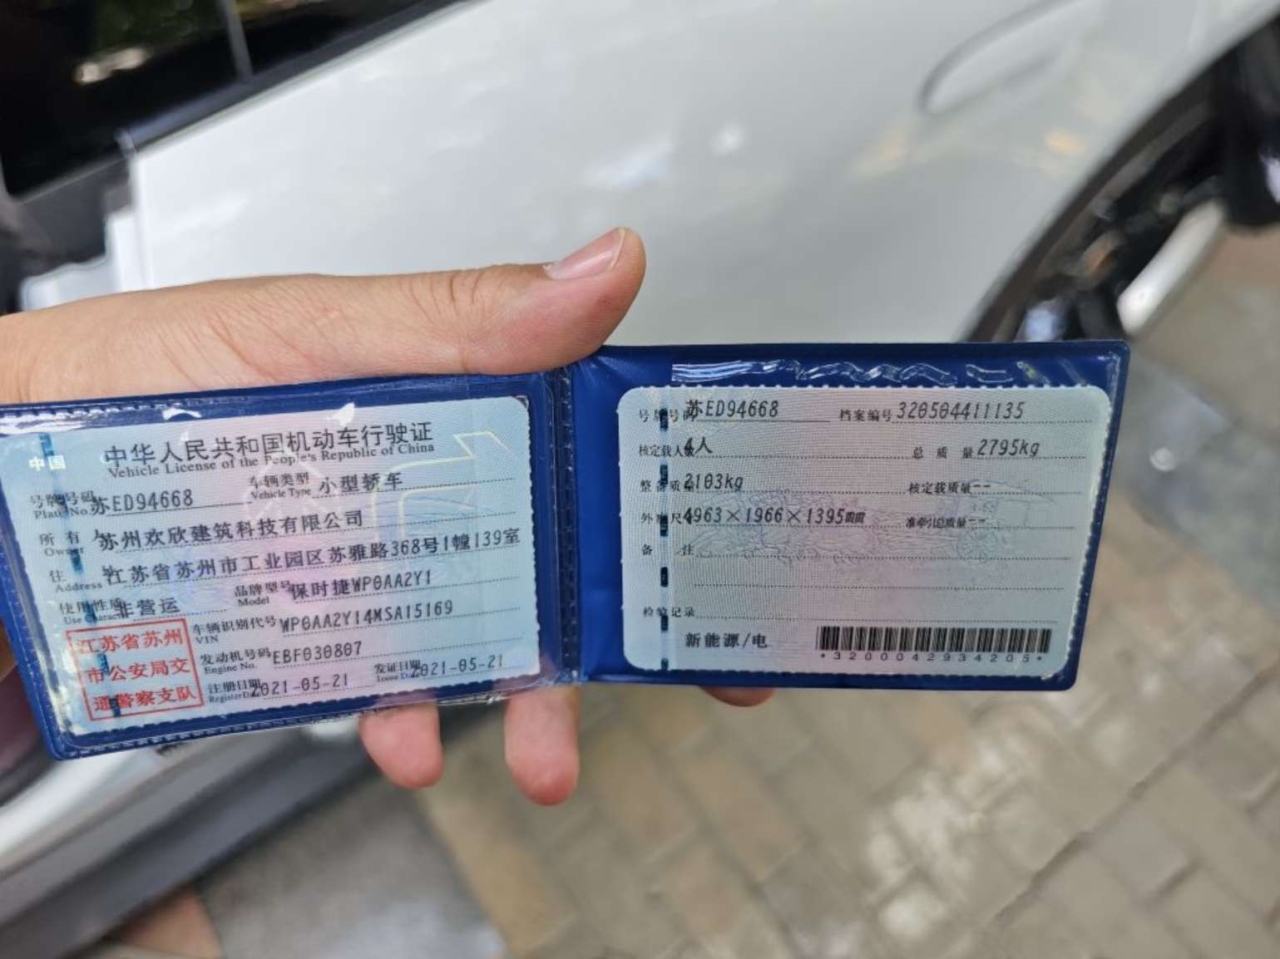 中国
中华人民共和国机动车行驶证
Vehicle License of the People's Republic of China
号牌号码 苏ED94668 车辆类型 小型轿车
Plate No. Vehicle Type
所有人 苏州欢欣建筑科技有限公司
Owner
住址 江苏省苏州市工业园区苏雅路368号1幢139室
Address
使用性质 非营运 品牌型号 保时捷WP0AA2Y1
Use Character Model
江苏省苏州
市公安局交
通警察支队
车辆识别代号 WP0AA2Y14MSA15169
VIN
发动机号码 EBF030807
Engine No.
注册日期 2021-05-21 发证日期 2021-05-21
Register Date Issue Date
号牌号码 苏ED94668 档案编号 320504411135
核定载人数 4人 总质量 2795kg
整备质量 2103kg 核定载质量 --
外廓尺寸 4963×1966×1395mm 准牵引总质量 --
备注
检验记录
新能源/电
*3200042934205*